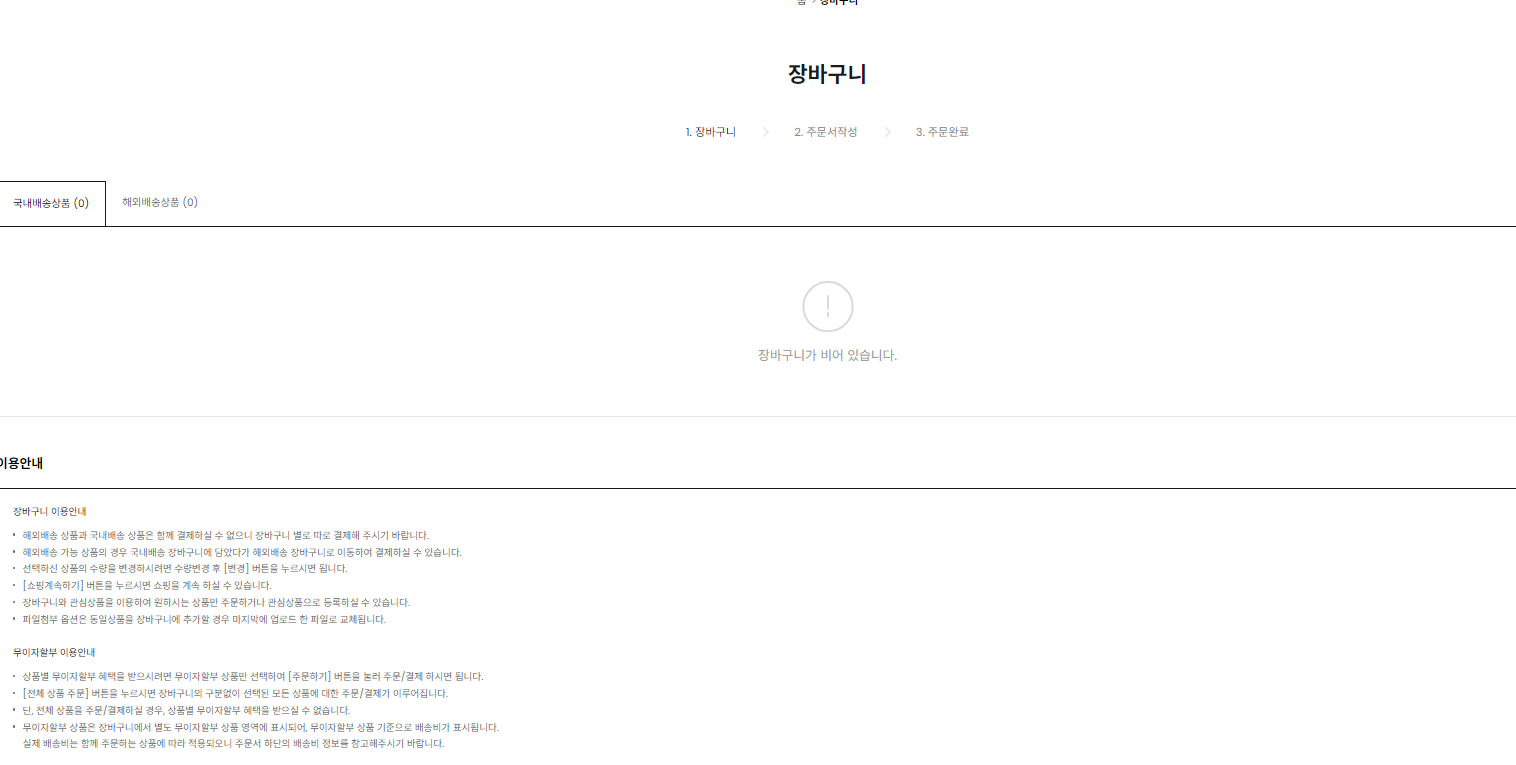 홈 > 장바구니
장바구니
1. 장바구니 > 2. 주문서작성 > 3. 주문완료
국내배송상품 (0) 해외배송상품 (0)
장바구니가 비어 있습니다.
이용안내
장바구니 이용안내
· 해외배송 상품과 국내배송 상품은 함께 결제하실 수 없으니 장바구니 별로 따로 결제해 주시기 바랍니다.
· 해외배송 가능 상품의 경우 국내배송 장바구니에 담았다가 해외배송 장바구니로 이동하여 결제하실 수 있습니다.
· 선택하신 상품의 수량을 변경하시려면 수량변경 후 [변경] 버튼을 누르시면 됩니다.
· [쇼핑계속하기] 버튼을 누르시면 쇼핑을 계속 하실 수 있습니다.
· 장바구니와 관심상품을 이용하여 원하시는 상품만 주문하거나 관심상품으로 등록하실 수 있습니다.
· 파일첨부 옵션은 동일상품을 장바구니에 추가할 경우 마지막에 업로드 한 파일로 교체됩니다.
무이자할부 이용안내
· 상품별 무이자할부 혜택을 받으시려면 무이자할부 상품만 선택하여 [주문하기] 버튼을 눌러 주문/결제 하시면 됩니다.
· [전체 상품 주문] 버튼을 누르시면 장바구니의 구분없이 선택된 모든 상품에 대한 주문/결제가 이루어집니다.
· 단, 전체 상품을 주문/결제하실 경우, 상품별 무이자할부 혜택을 받으실 수 없습니다.
· 무이자할부 상품은 장바구니에서 별도 무이자할부 상품 영역에 표시되어, 무이자할부 상품 기준으로 배송비가 표시됩니다.
실제 배송비는 함께 주문하는 상품에 따라 적용되오니 주문서 하단의 배송비 정보를 참고해주시기 바랍니다.